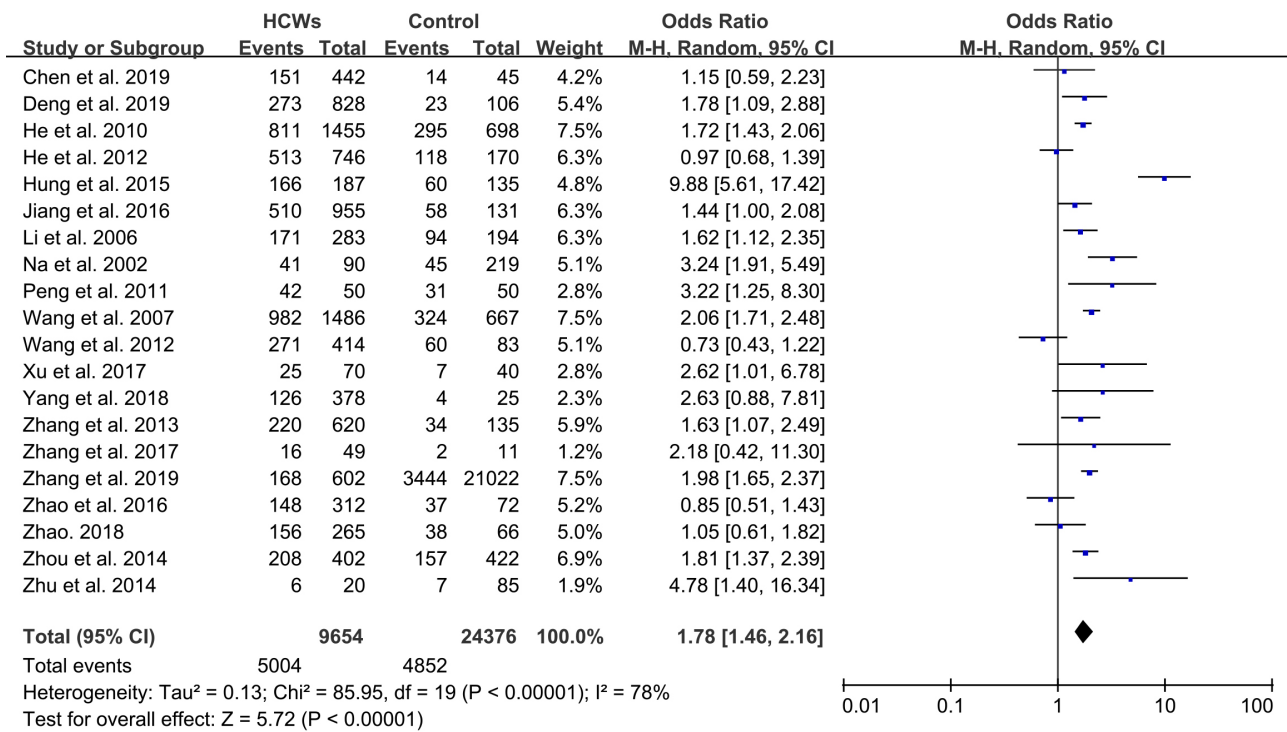 HCWs Control Odds Ratio Odds Ratio
Study or Subgroup Events Total Events Total Weight M-H, Random, 95% CI M-H, Random, 95% CI
Chen et al. 2019 151 442 14 45 4.2% 1.15 [0.59, 2.23]
Deng et al. 2019 273 828 23 106 5.4% 1.78 [1.09, 2.88]
He et al. 2010 811 1455 295 698 7.5% 1.72 [1.43, 2.06]
He et al. 2012 513 746 118 170 6.3% 0.97 [0.68, 1.39]
Hung et al. 2015 166 187 60 135 4.8% 9.88 [5.61, 17.42]
Jiang et al. 2016 510 955 58 131 6.3% 1.44 [1.00, 2.08]
Li et al. 2006 171 283 94 194 6.3% 1.62 [1.12, 2.35]
Na et al. 2002 41 90 45 219 5.1% 3.24 [1.91, 5.49]
Peng et al. 2011 42 50 31 50 2.8% 3.22 [1.25, 8.30]
Wang et al. 2007 982 1486 324 667 7.5% 2.06 [1.71, 2.48]
Wang et al. 2012 271 414 60 83 5.1% 0.73 [0.43, 1.22]
Xu et al. 2017 25 70 7 40 2.8% 2.62 [1.01, 6.78]
Yang et al. 2018 126 378 4 25 2.3% 2.63 [0.88, 7.81]
Zhang et al. 2013 220 620 34 135 5.9% 1.63 [1.07, 2.49]
Zhang et al. 2017 16 49 2 11 1.2% 2.18 [0.42, 11.30]
Zhang et al. 2019 168 602 3444 21022 7.5% 1.98 [1.65, 2.37]
Zhao et al. 2016 148 312 37 72 5.2% 0.85 [0.51, 1.43]
Zhao. 2018 156 265 38 66 5.0% 1.05 [0.61, 1.82]
Zhou et al. 2014 208 402 157 422 6.9% 1.81 [1.37, 2.39]
Zhu et al. 2014 6 20 7 85 1.9% 4.78 [1.40, 16.34]
Total (95% CI) 9654 24376 100.0% 1.78 [1.46, 2.16]
Total events 5004 4852
Heterogeneity: Tau² = 0.13; Chi² = 85.95, df = 19 (P < 0.00001); I² = 78%
Test for overall effect: Z = 5.72 (P < 0.00001)
0.01 0.1 1 10 100